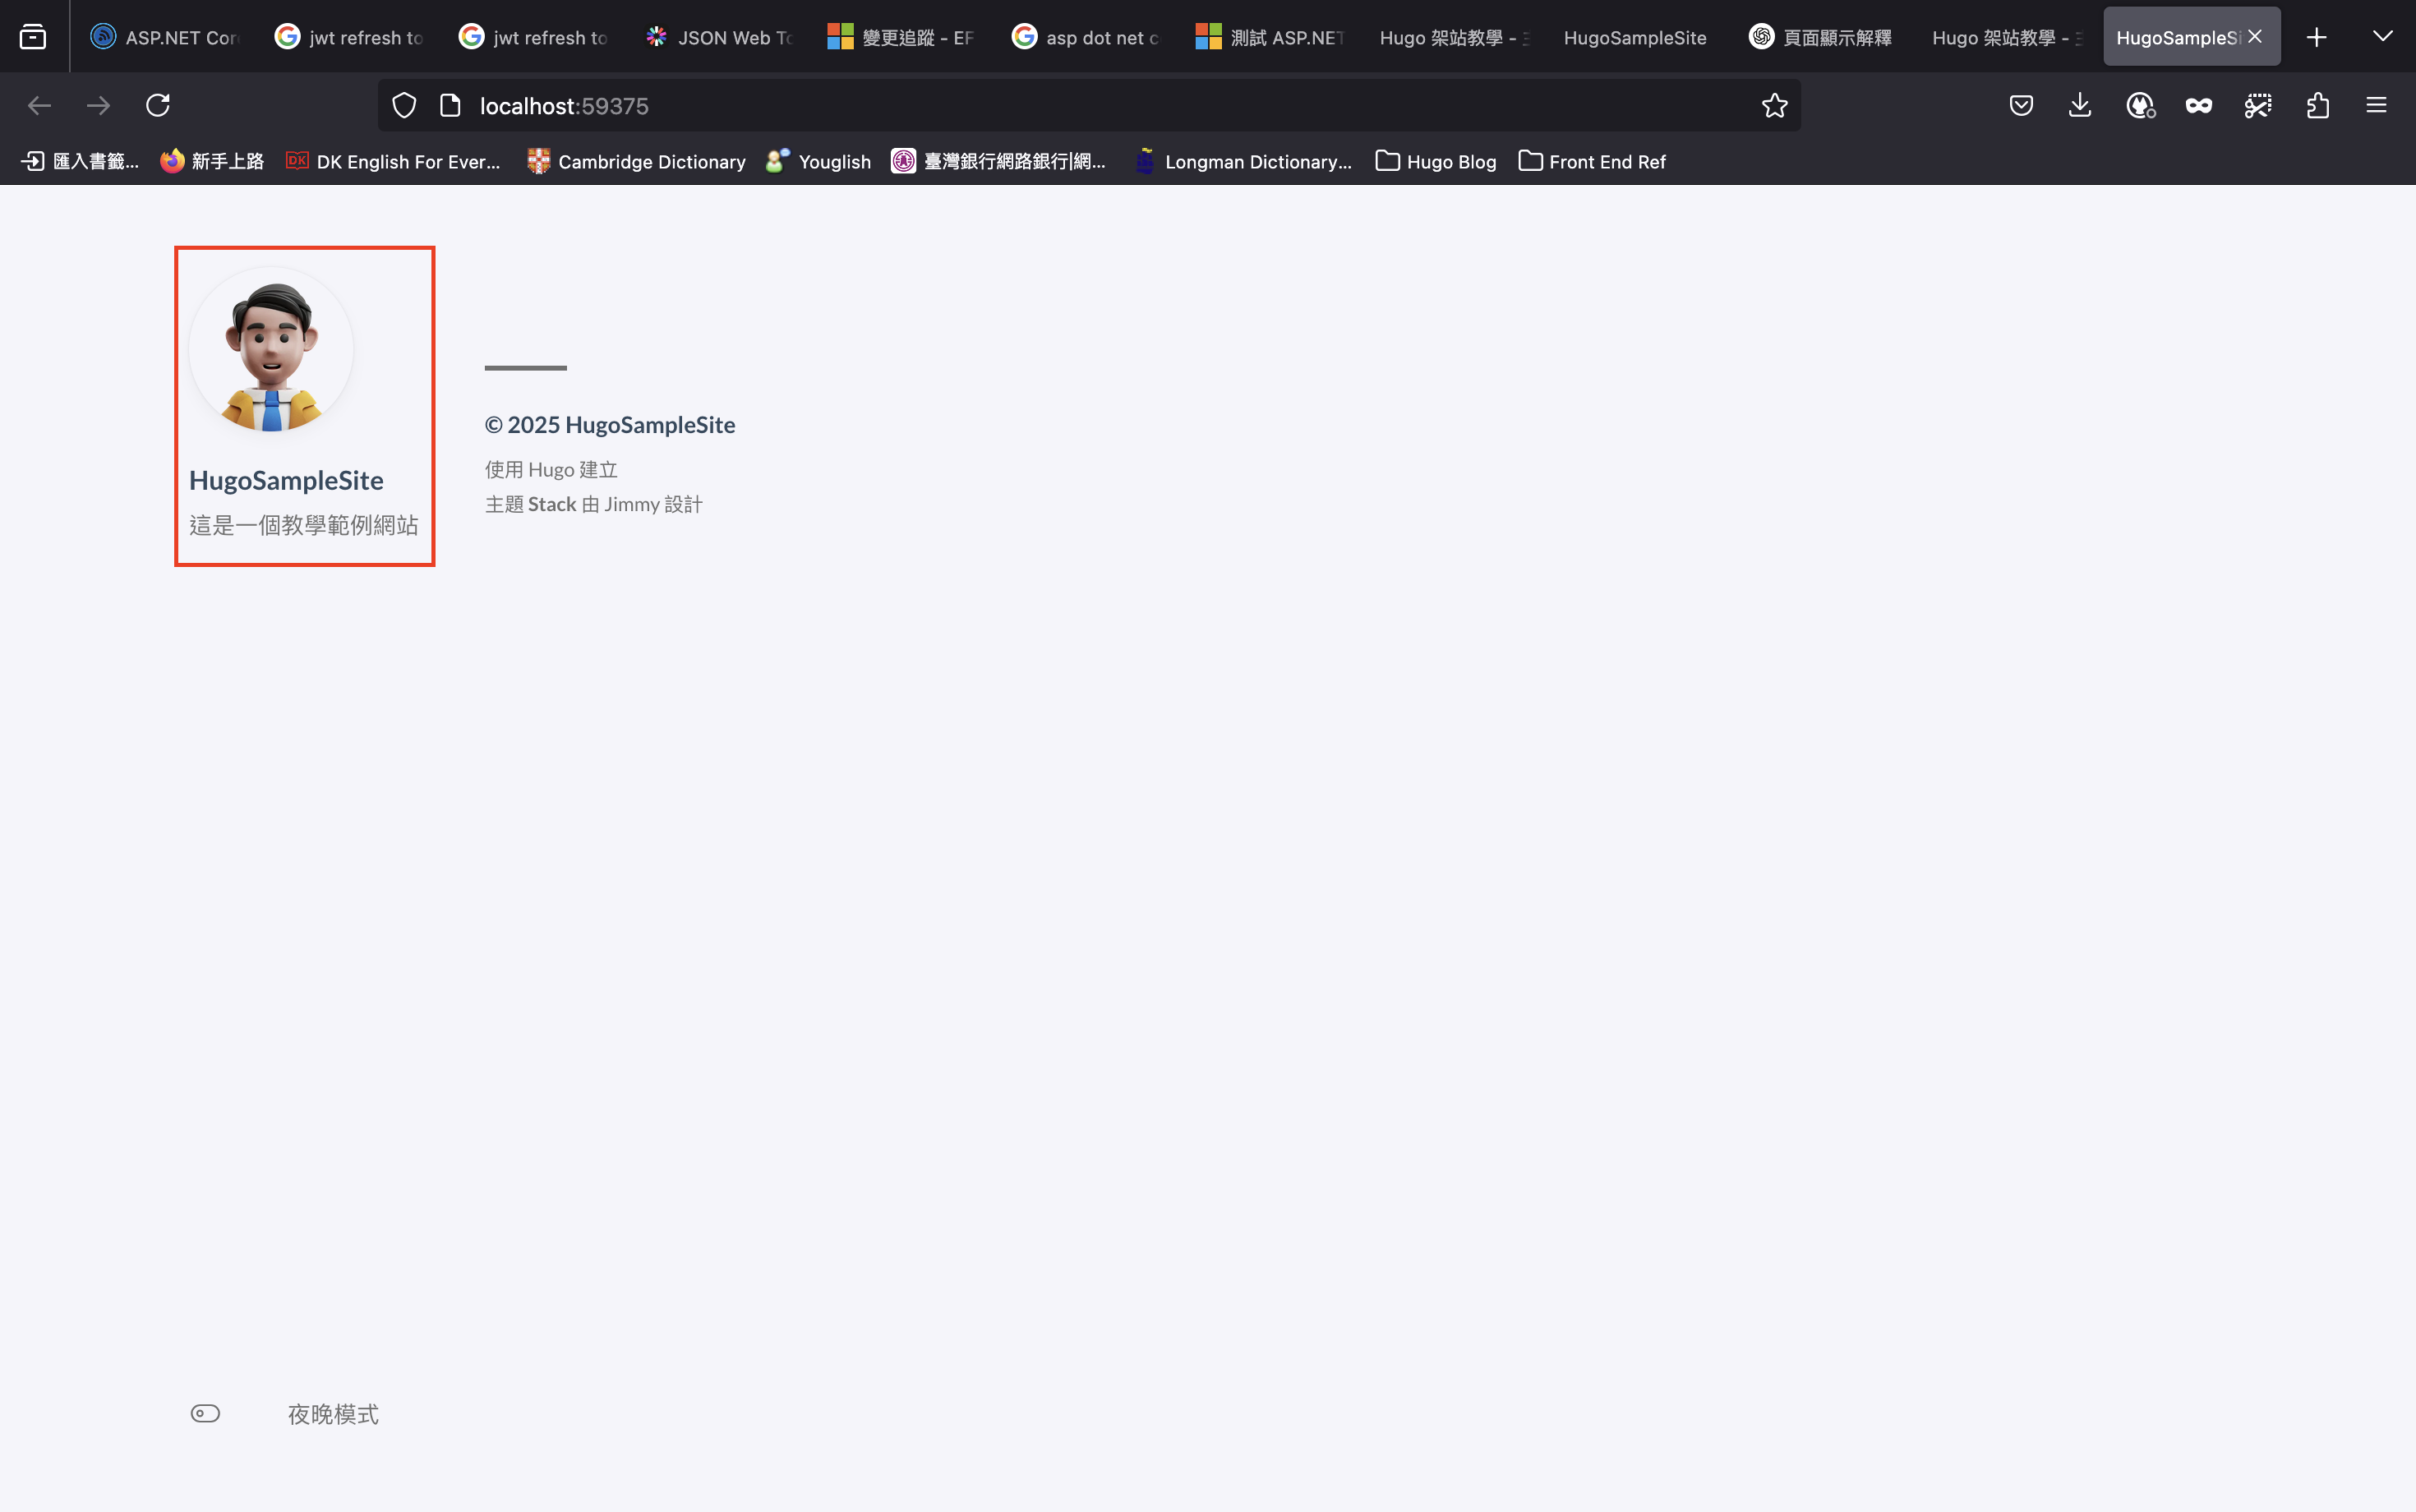 ASP.NET Cor
jwt refresh to
jwt refresh to
JSON Web To
變更追蹤 - EF
asp dot net c
測試 ASP.NET
Hugo 架站教學 -
HugoSampleSite
頁面顯示解釋
Hugo 架站教學 -
HugoSampleSi
localhost:59375
匯入書籤...
新手上路
DK
DK English For Ever...
Cambridge Dictionary
Youglish
臺灣銀行網路銀行|網...
Longman Dictionary...
Hugo Blog
Front End Ref
HugoSampleSite
這是一個教學範例網站
© 2025 HugoSampleSite
使用 Hugo 建立
主題 Stack 由 Jimmy 設計
夜晚模式